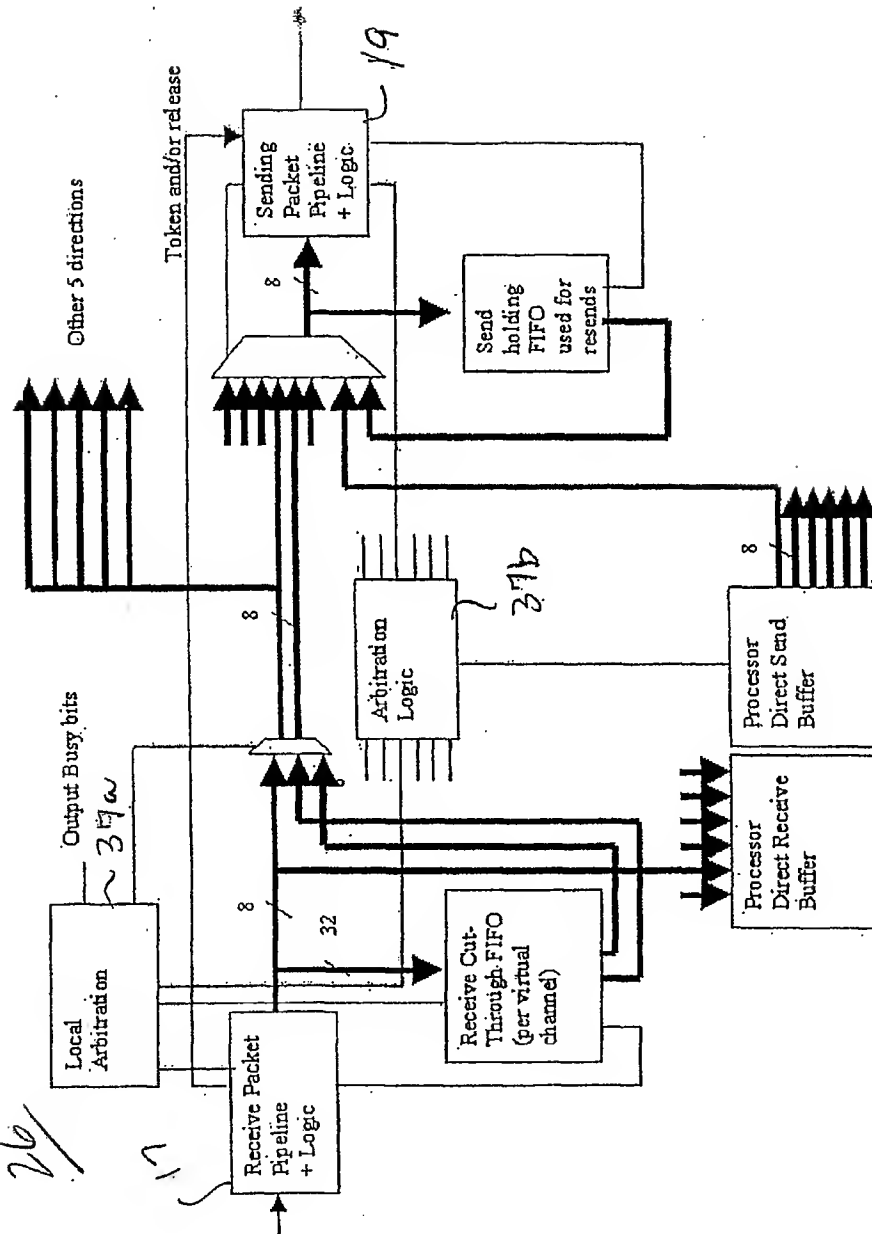 26
17
Receive Packet
Pipeline
+ Logic
Local
Arbitration
37a
Output Busy bits
8
32
Receive Cut-
Through FIFO
(per virtual
channel)
Processor
Direct Receive
Buffer
8
Arbitration
Logic
37b
Processor
Direct Send
Buffer
8
Other 5 directions
Token and/or release
8
Sending
Packet
Pipeline
+ Logic
19
Send
holding
FIFO
used for
resends